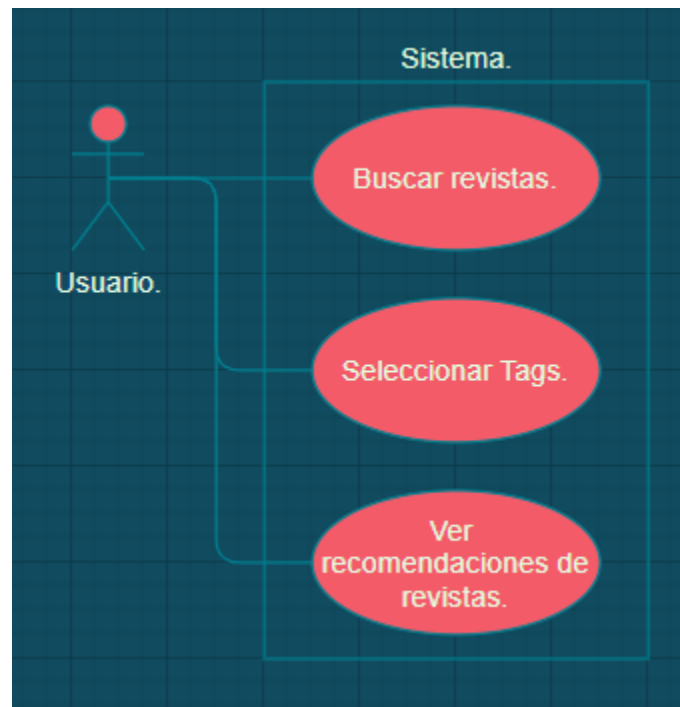 Sistema.
Buscar revistas.
Usuario.
Seleccionar Tags.
Ver
recomendaciones de
revistas.